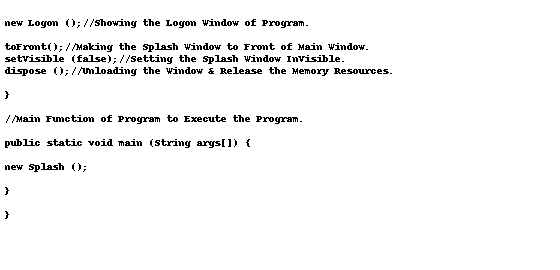 new Logon ();//Showing the Logon Window of Program.
toFront();//Making the Splash Window to Front of Main Window.
setVisible (false);//Setting the Splash Window InVisible.
dispose ();//Unloading the Window & Release the Memory Resources.
}
//Main Function of Program to Execute the Program.
public static void main (String args[]) {
new Splash ();
}
}